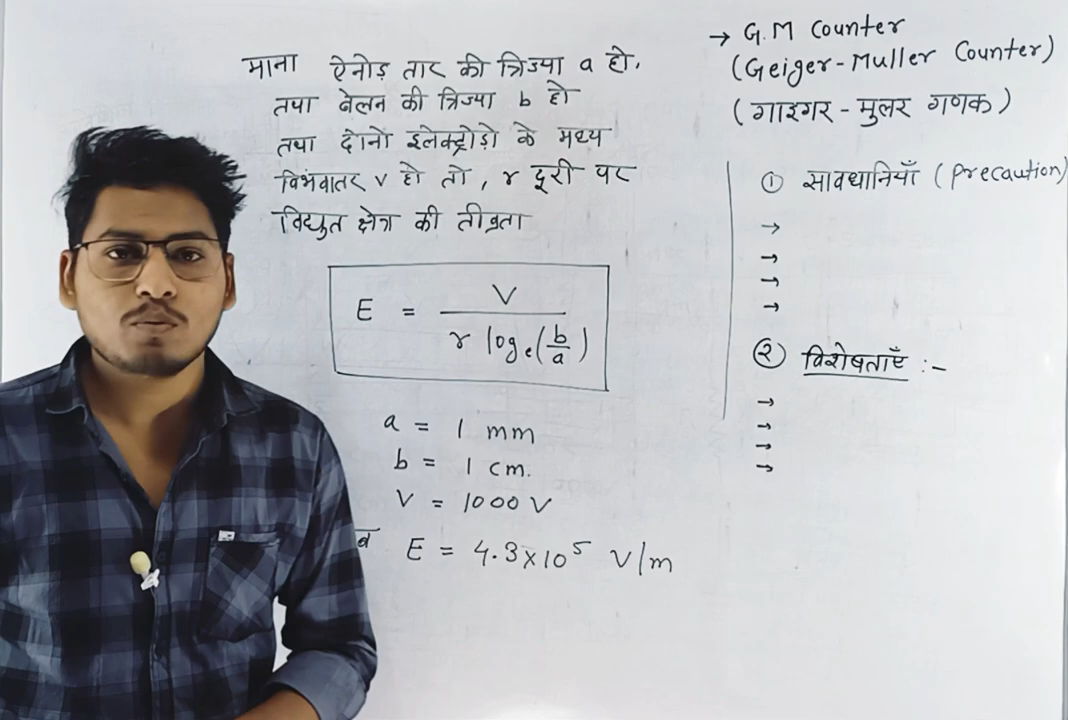 माना ऐनोड़ तार की त्रिज्या a हो,
तथा बेलन की त्रिज्या b हो
तथा दोनो इलेक्ट्रोड़ो के मध्य
विभवांतर V हो तो, r दूरी पर
विद्युत क्षेत्र की तीव्रता
E = V / r logₑ(b/a)
a = 1 mm
b = 1 cm.
V = 1000 V
E = 4.3×10⁵ V/m
→ G.M Counter
(Geiger-Muller Counter)
(गाइगर-मुलर गणक)
① सावधानियाँ (Precaution)
→
→
→
→
② विशेषताएँ :-
→
→
→
→